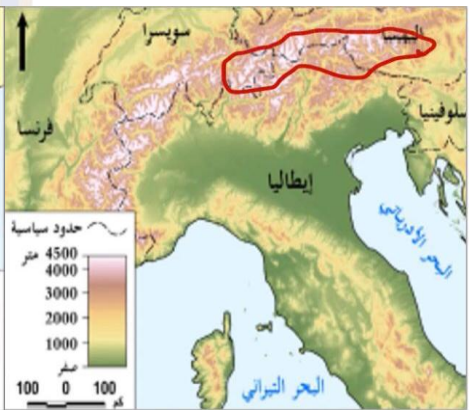 سويسرا
النمسا
سلوفينيا
فرنسا
إيطاليا
البحر الأدرياتي
حدود سياسية
4500 متر
4000
3000
2000
1000
صفر
100 0 100
كم
البحر التيراني